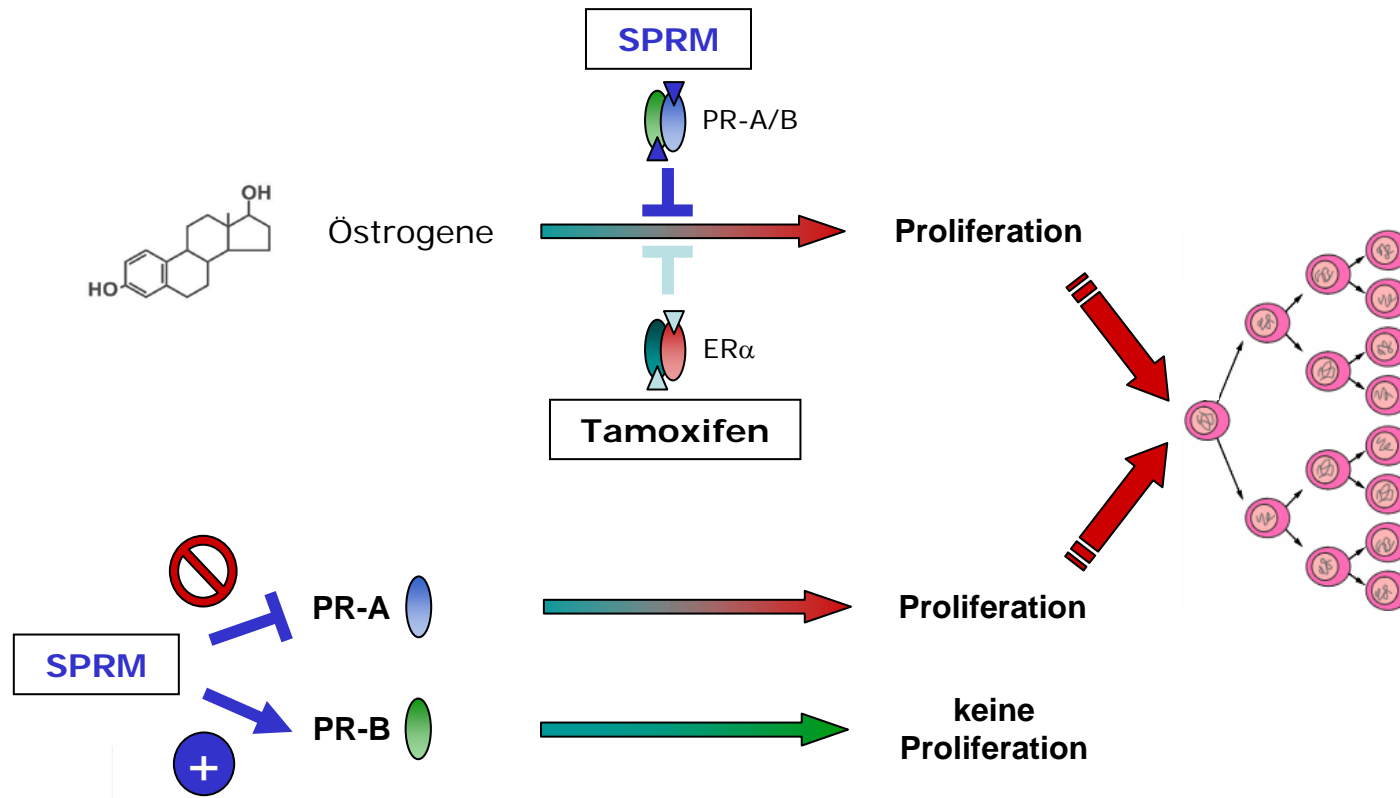 SPRM
PR-A/B
OH
HO
Östrogene
Proliferation
ERα
Tamoxifen
PR-A
Proliferation
SPRM
PR-B
keine
Proliferation
+